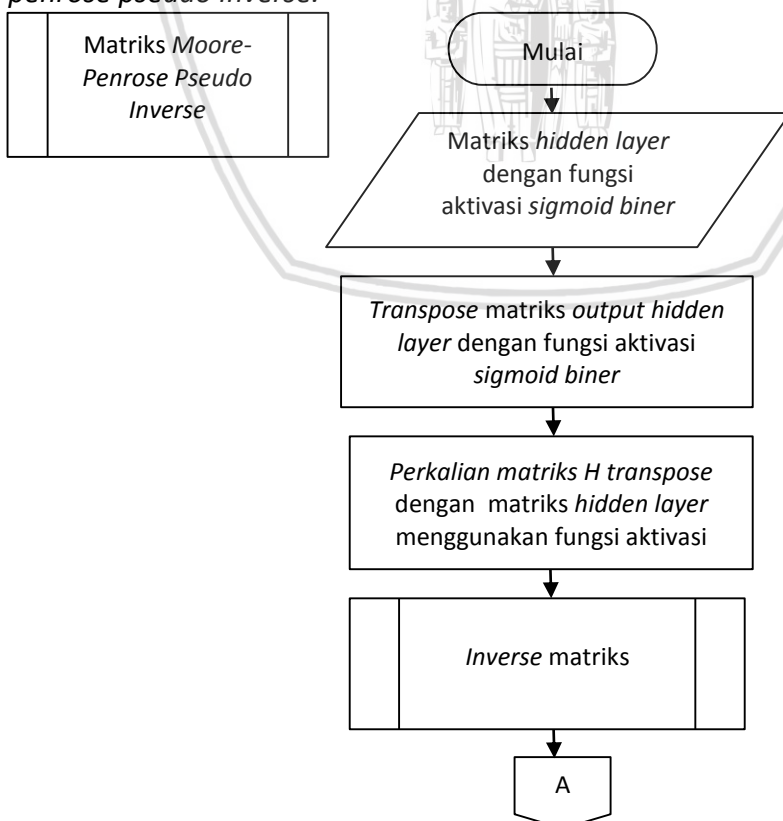 penrose pseudo inverse.
Matriks Moore-
Penrose Pseudo
Inverse
Mulai
Matriks hidden layer
dengan fungsi
aktivasi sigmoid biner
Transpose matriks output hidden
layer dengan fungsi aktivasi
sigmoid biner
Perkalian matriks H transpose
dengan matriks hidden layer
menggunakan fungsi aktivasi
Inverse matriks
A